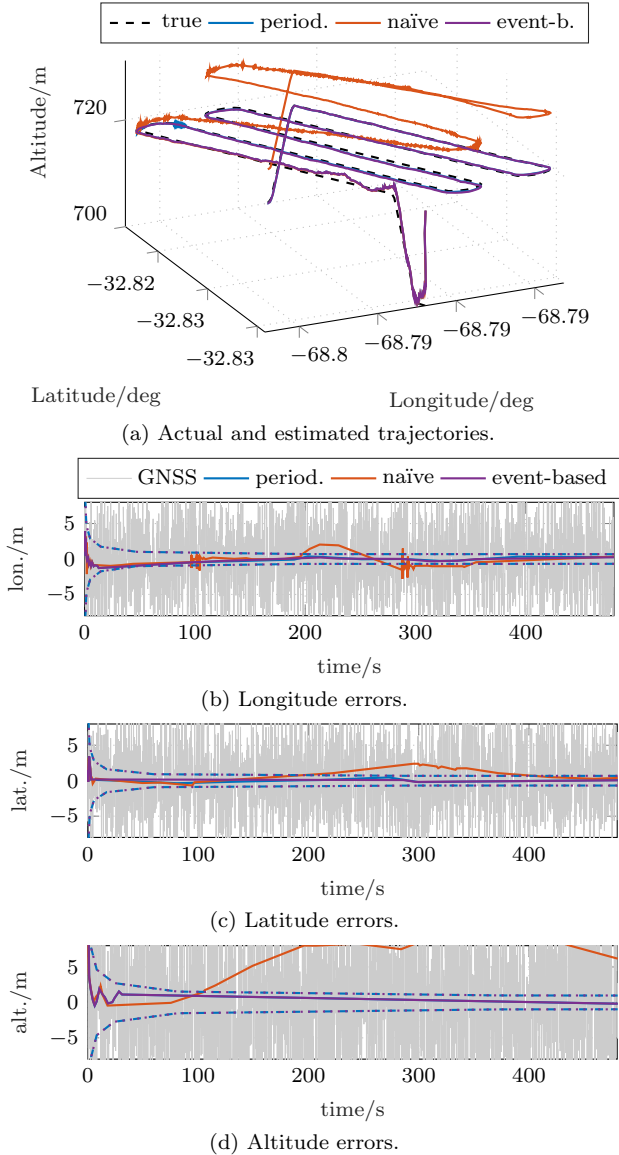 true period. naïve event-b.
Altitude/m
720
700
−32.82
−32.83
−32.83
−68.8
−68.79
−68.79
−68.79
Latitude/deg
Longitude/deg
(a) Actual and estimated trajectories.
GNSS period. naïve event-based
lon./m
5
0
−5
0 100 200 300 400
time/s
(b) Longitude errors.
lat./m
5
0
−5
0 100 200 300 400
time/s
(c) Latitude errors.
alt./m
5
0
−5
0 100 200 300 400
time/s
(d) Altitude errors.